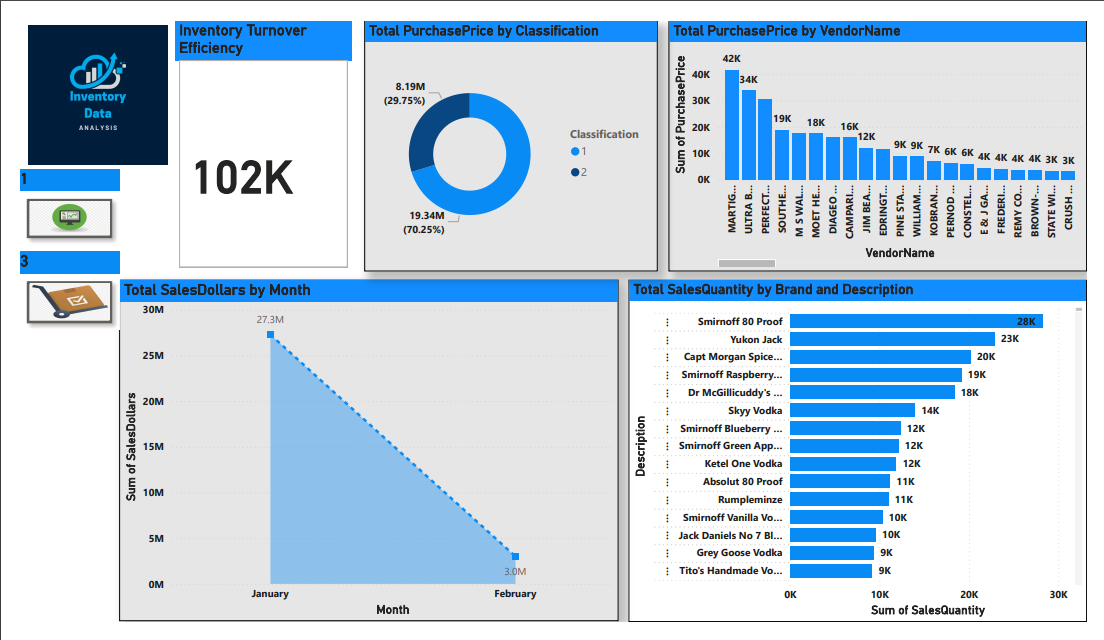 Inventory
Data
ANALYSIS
1
3
Inventory Turnover
Efficiency
102K
Total PurchasePrice by Classification
8.19M
(29.75%)
19.34M
(70.25%)
Classification
1
2
Total PurchasePrice by VendorName
Sum of PurchasePrice
40K
30K
20K
10K
0K
42K
34K
19K
18K
16K
12K
9K
9K
7K
6K
6K
4K
4K
4K
4K
3K
3K
MARTIG...
ULTRA B...
PERFECT...
SOUTHE...
M S WAL...
MOET HE...
DIAGEO ...
CAMPARI...
JIM BEA...
EDRINGT...
PINE STA...
WILLIAM...
KOBRAN...
PERNOD ...
CONSTEL...
E & J GA...
FREDERI...
REMY CO...
BROWN-...
STATE WI...
CRUSH ...
VendorName
Total SalesDollars by Month
Sum of SalesDollars
30M
25M
20M
15M
10M
5M
0M
27.3M
3.0M
January
February
Month
Total SalesQuantity by Brand and Description
Description
Smirnoff 80 Proof 28K
Yukon Jack 23K
Capt Morgan Spice... 20K
Smirnoff Raspberry... 19K
Dr McGillicuddy's ... 18K
Skyy Vodka 14K
Smirnoff Blueberry ... 12K
Smirnoff Green App... 12K
Ketel One Vodka 12K
Absolut 80 Proof 11K
Rumpleminze 11K
Smirnoff Vanilla Vo... 10K
Jack Daniels No 7 Bl... 10K
Grey Goose Vodka 9K
Tito's Handmade Vo... 9K
0K 10K 20K 30K
Sum of SalesQuantity